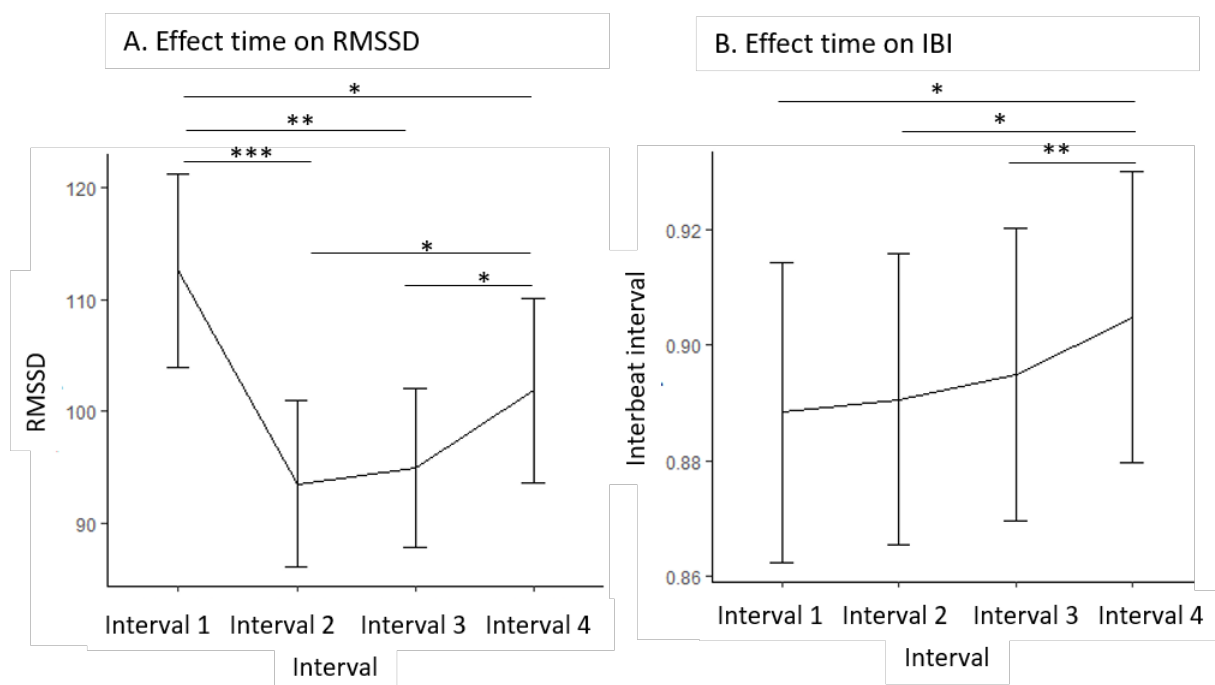 A. Effect time on RMSSD
*
**
***
*
*
120
110
100
90
RMSSD
Interval 1 Interval 2 Interval 3 Interval 4
Interval
B. Effect time on IBI
*
*
**
0.92
0.90
0.88
0.86
Interbeat interval
Interval 1 Interval 2 Interval 3 Interval 4
Interval